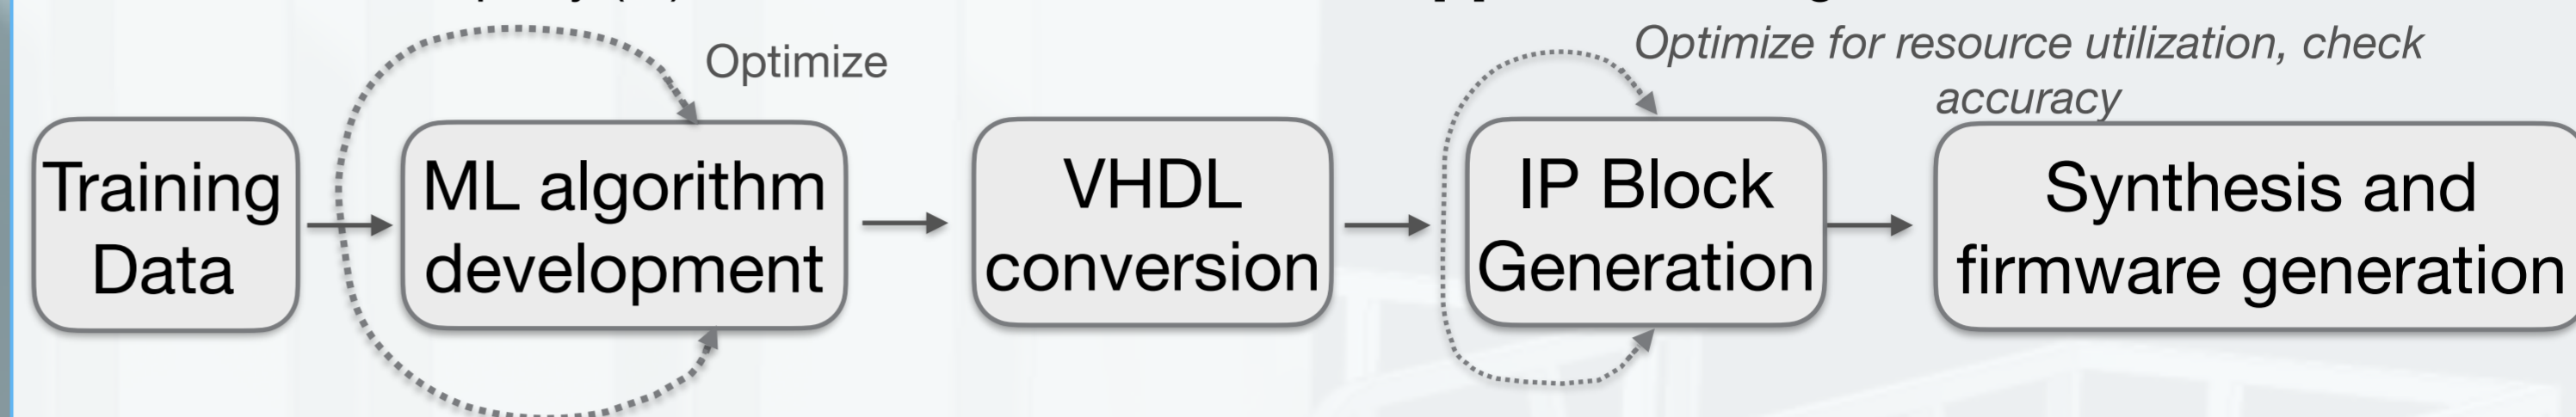 Optimize
Optimize for resource utilization, check
accuracy
Training
Data
ML algorithm
development
VHDL
conversion
IP Block
Generation
Synthesis and
firmware generation